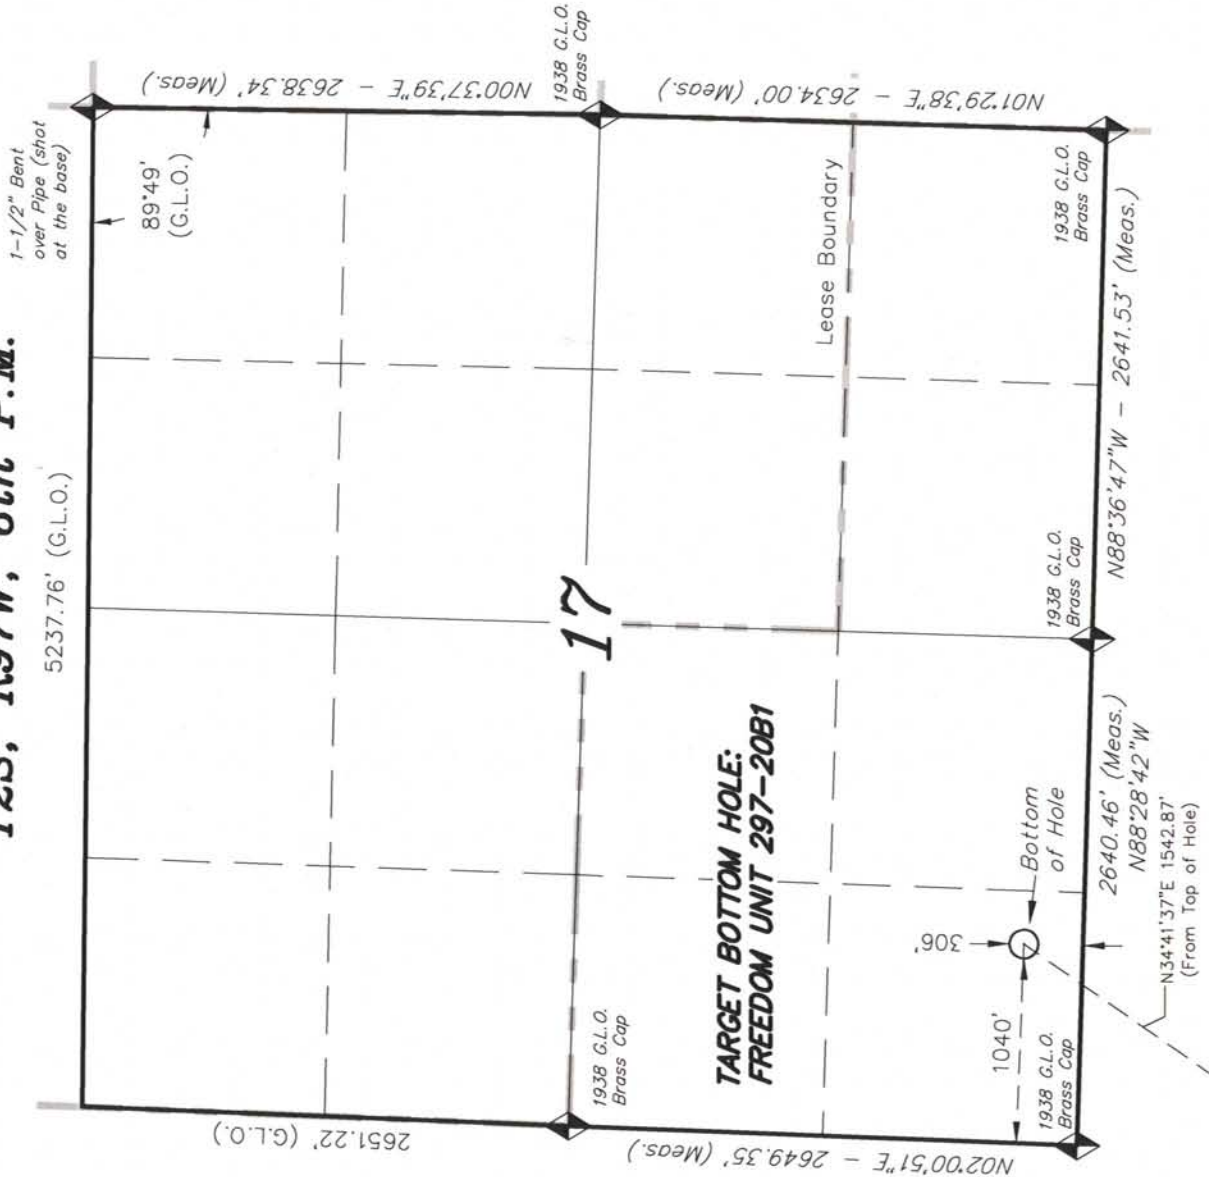 T2S, R97W, 6th P.M.
5237.76' (G.L.O.)
1-1/2" Bent
over Pipe (shot
at the base)
89°49'
(G.L.O.)
N00°37'39"E - 2638.34' (Meas.)
1938 G.L.O.
Brass Cap
N01°29'38"E - 2634.00' (Meas.)
Lease Boundary
17
2651.22' (G.L.O.)
1938 G.L.O.
Brass Cap
TARGET BOTTOM HOLE:
FREEDOM UNIT 297-20B1
N02°00'51"E - 2649.35' (Meas.)
306'
Bottom
of Hole
1040'
1938 G.L.O.
Brass Cap
1938 G.L.O.
Brass Cap
1938 G.L.O.
Brass Cap
2640.46' (Meas.)
N88°28'42"W
N88°36'47"W - 2641.53' (Meas.)
N34°41'37"E 1542.87'
(From Top of Hole)